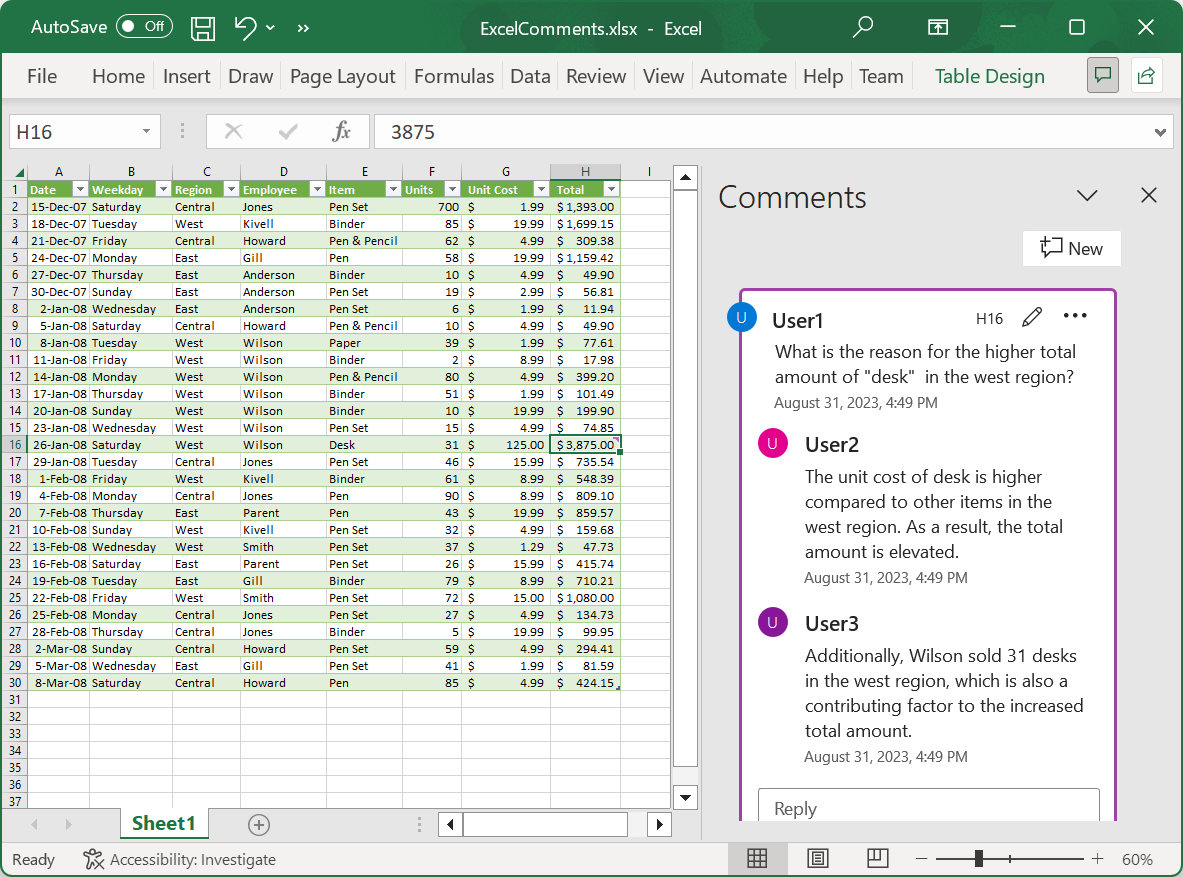 AutoSave Off ExcelComments.xlsx - Excel
File Home Insert Draw Page Layout Formulas Data Review View Automate Help Team Table Design
H16 fx 3875
A B C D E F G H I
1 Date Weekday Region Employee Item Units Unit Cost Total
2 15-Dec-07 Saturday Central Jones Pen Set 700 $ 1.99 $ 1,393.00
3 18-Dec-07 Tuesday West Kivell Binder 85 $ 19.99 $ 1,699.15
4 21-Dec-07 Friday Central Howard Pen & Pencil 62 $ 4.99 $ 309.38
5 24-Dec-07 Monday East Gill Pen 58 $ 19.99 $ 1,159.42
6 27-Dec-07 Thursday East Anderson Binder 10 $ 4.99 $ 49.90
7 30-Dec-07 Sunday East Anderson Pen Set 19 $ 2.99 $ 56.81
8 2-Jan-08 Wednesday East Anderson Pen Set 6 $ 1.99 $ 11.94
9 5-Jan-08 Saturday Central Howard Pen & Pencil 10 $ 4.99 $ 49.90
10 8-Jan-08 Tuesday West Wilson Paper 39 $ 1.99 $ 77.61
11 11-Jan-08 Friday West Wilson Binder 2 $ 8.99 $ 17.98
12 14-Jan-08 Monday West Wilson Pen & Pencil 80 $ 4.99 $ 399.20
13 17-Jan-08 Thursday West Wilson Binder 51 $ 1.99 $ 101.49
14 20-Jan-08 Sunday West Wilson Binder 10 $ 19.99 $ 199.90
15 23-Jan-08 Wednesday West Wilson Pen Set 15 $ 4.99 $ 74.85
16 26-Jan-08 Saturday West Wilson Desk 31 $ 125.00 $ 3,875.00
17 29-Jan-08 Tuesday Central Jones Pen Set 46 $ 15.99 $ 735.54
18 1-Feb-08 Friday West Kivell Binder 61 $ 8.99 $ 548.39
19 4-Feb-08 Monday Central Jones Pen 90 $ 8.99 $ 809.10
20 7-Feb-08 Thursday East Parent Pen 43 $ 19.99 $ 859.57
21 10-Feb-08 Sunday West Kivell Pen Set 32 $ 4.99 $ 159.68
22 13-Feb-08 Wednesday West Smith Pen Set 37 $ 1.29 $ 47.73
23 16-Feb-08 Saturday East Parent Pen Set 26 $ 15.99 $ 415.74
24 19-Feb-08 Tuesday East Gill Binder 79 $ 8.99 $ 710.21
25 22-Feb-08 Friday West Smith Pen Set 72 $ 15.00 $ 1,080.00
26 25-Feb-08 Monday Central Jones Pen Set 27 $ 4.99 $ 134.73
27 28-Feb-08 Thursday Central Jones Binder 5 $ 19.99 $ 99.95
28 2-Mar-08 Sunday Central Howard Pen Set 59 $ 4.99 $ 294.41
29 5-Mar-08 Wednesday East Gill Pen Set 41 $ 1.99 $ 81.59
30 8-Mar-08 Saturday Central Howard Pen 85 $ 4.99 $ 424.15
31
32
33
34
35
36
37
Comments
New
U User1 H16
What is the reason for the higher total
amount of "desk" in the west region?
August 31, 2023, 4:49 PM
U User2
The unit cost of desk is higher
compared to other items in the
west region. As a result, the total
amount is elevated.
August 31, 2023, 4:49 PM
U User3
Additionally, Wilson sold 31 desks
in the west region, which is also a
contributing factor to the increased
total amount.
August 31, 2023, 4:49 PM
Reply
Sheet1
Ready Accessibility: Investigate 60%